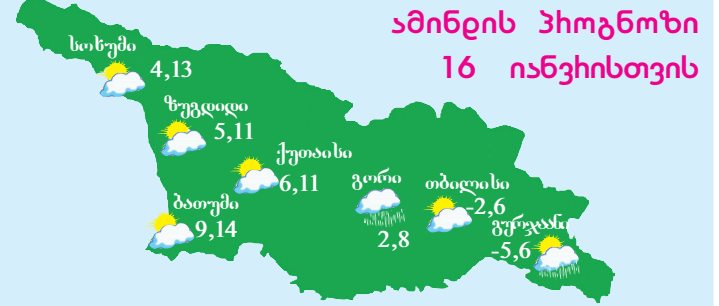 ამინდის პროგნოზი
16 იანვრისთვის
სოხუმი
4,13
ზუგდიდი
5,11
ქუთაისი
6,11
გორი
2,8
თბილისი
-2,6
ბათუმი
9,14
გურჯაანი
-5,6